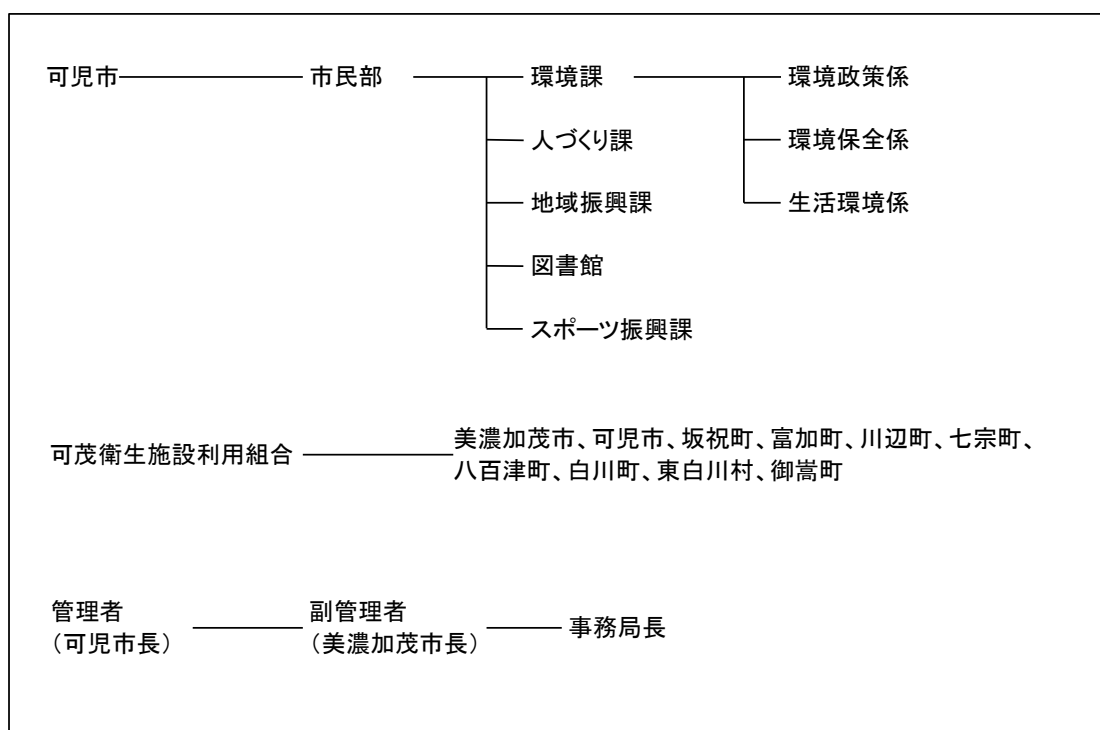 可児市 市民部 環境課 環境政策係
人づくり課 環境保全係
地域振興課 生活環境係
図書館
スポーツ振興課
可茂衛生施設利用組合
美濃加茂市、可児市、坂祝町、富加町、川辺町、七宗町、
八百津町、白川町、東白川村、御嵩町
管理者
（可児市長）
副管理者
（美濃加茂市長）
事務局長